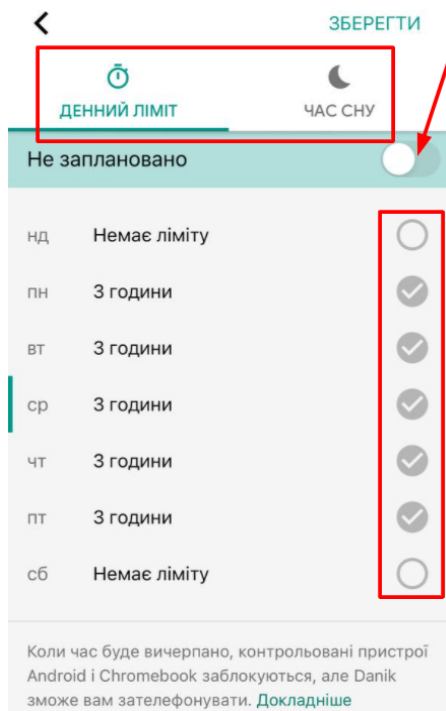 ЗБЕРЕГТИ
ДЕННИЙ ЛІМІТ ЧАС СНУ
Не заплановано
нд Немає ліміту
пн 3 години
вт 3 години
ср 3 години
чт 3 години
пт 3 години
сб Немає ліміту
Коли час буде вичерпано, контрольовані пристрої
Android і Chromebook заблокуються, але Danik
зможе вам зателефонувати. Докладніше